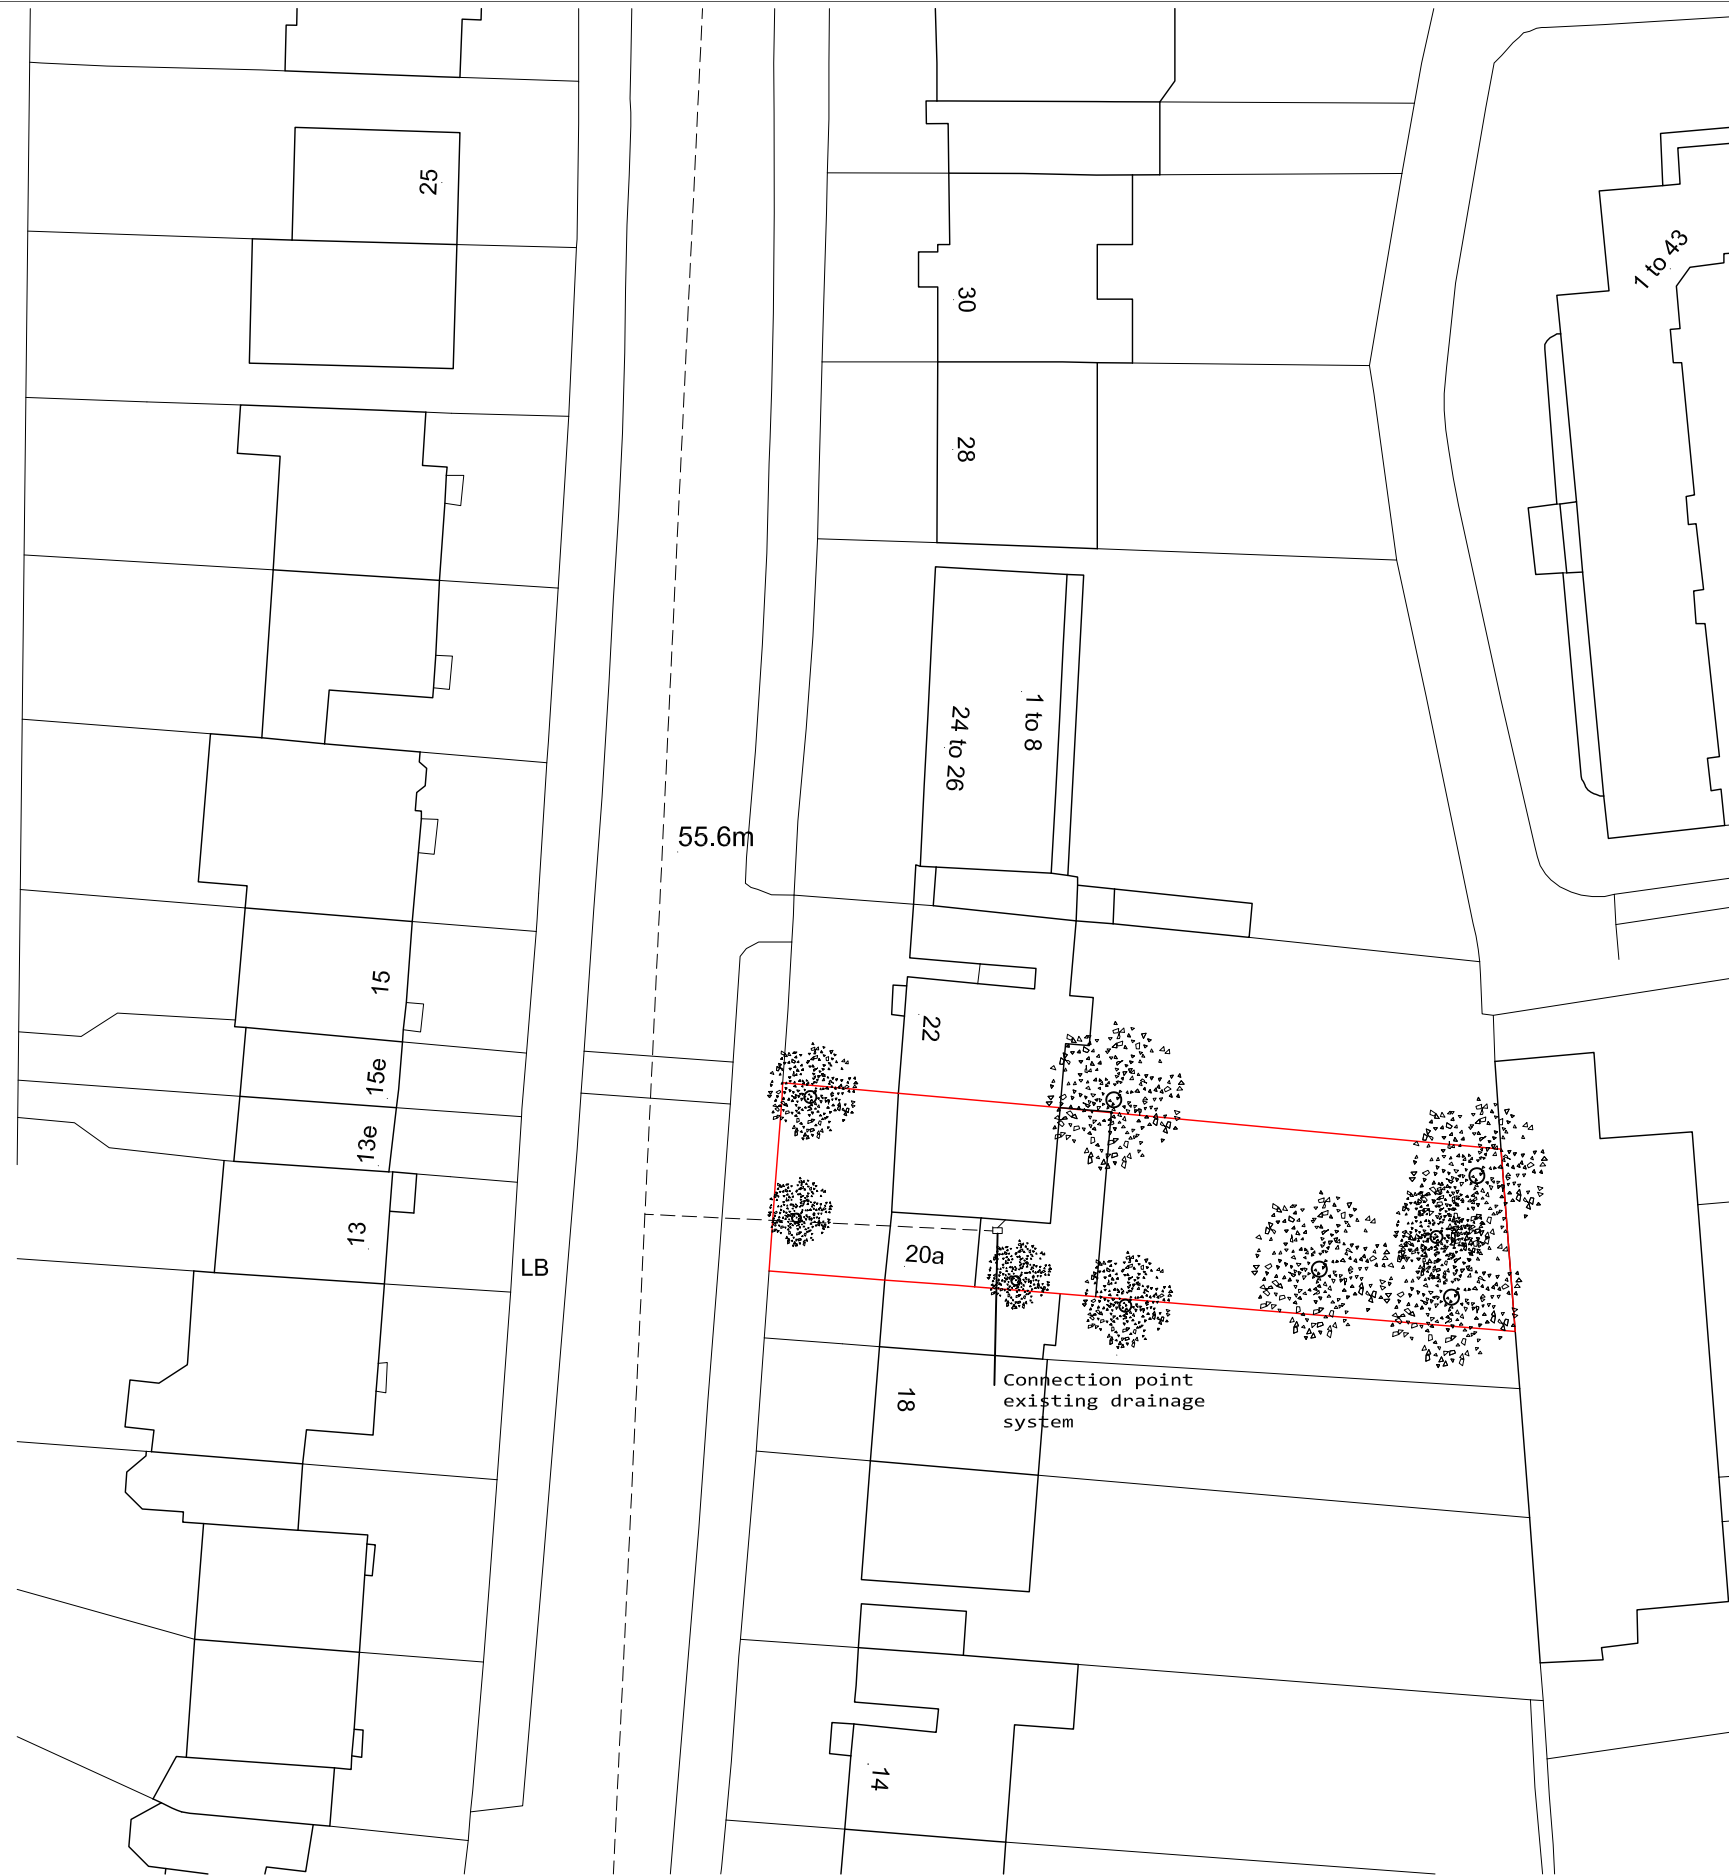 25
1 to 43
30
28
1 to 8
24 to 26
55.6m
15
22
15e
13e
13
20a
LB
Connection point
existing drainage
system
18
14